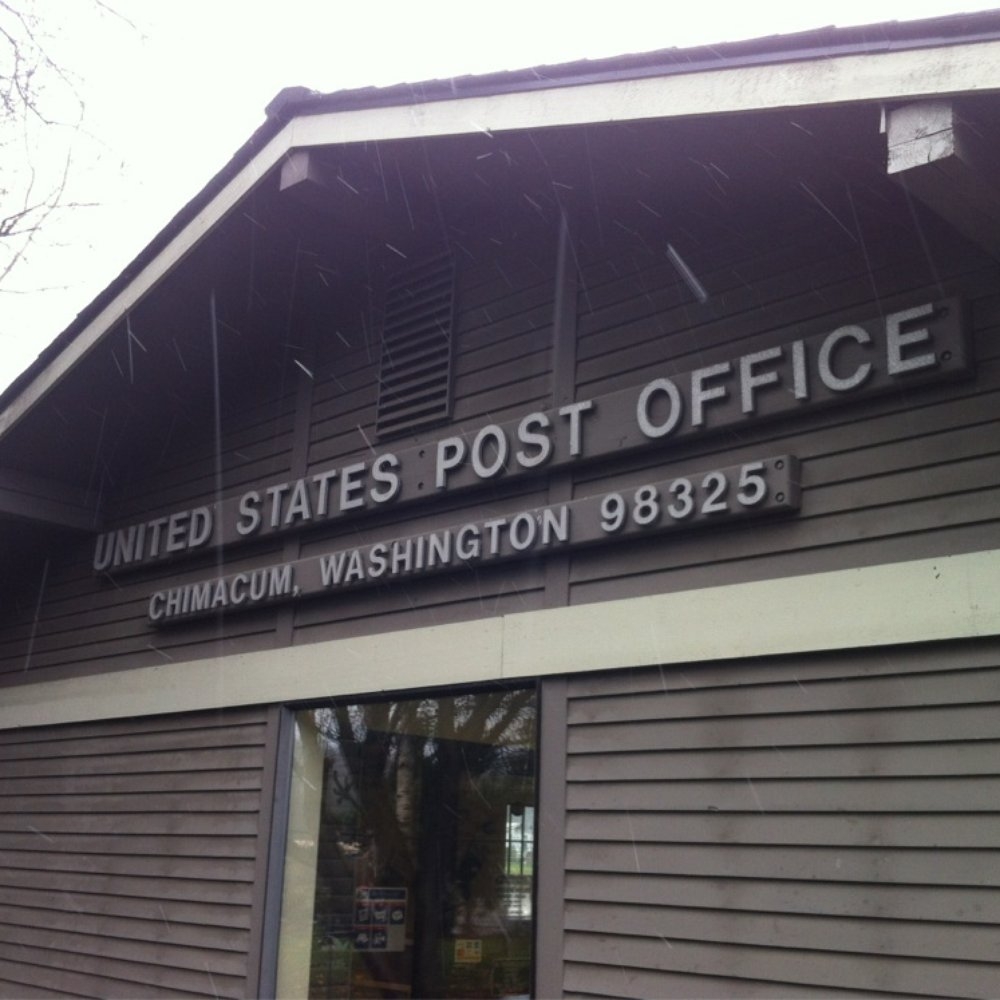 UNITED STATES POST OFFICE
CHIMACUM, WASHINGTON 98325